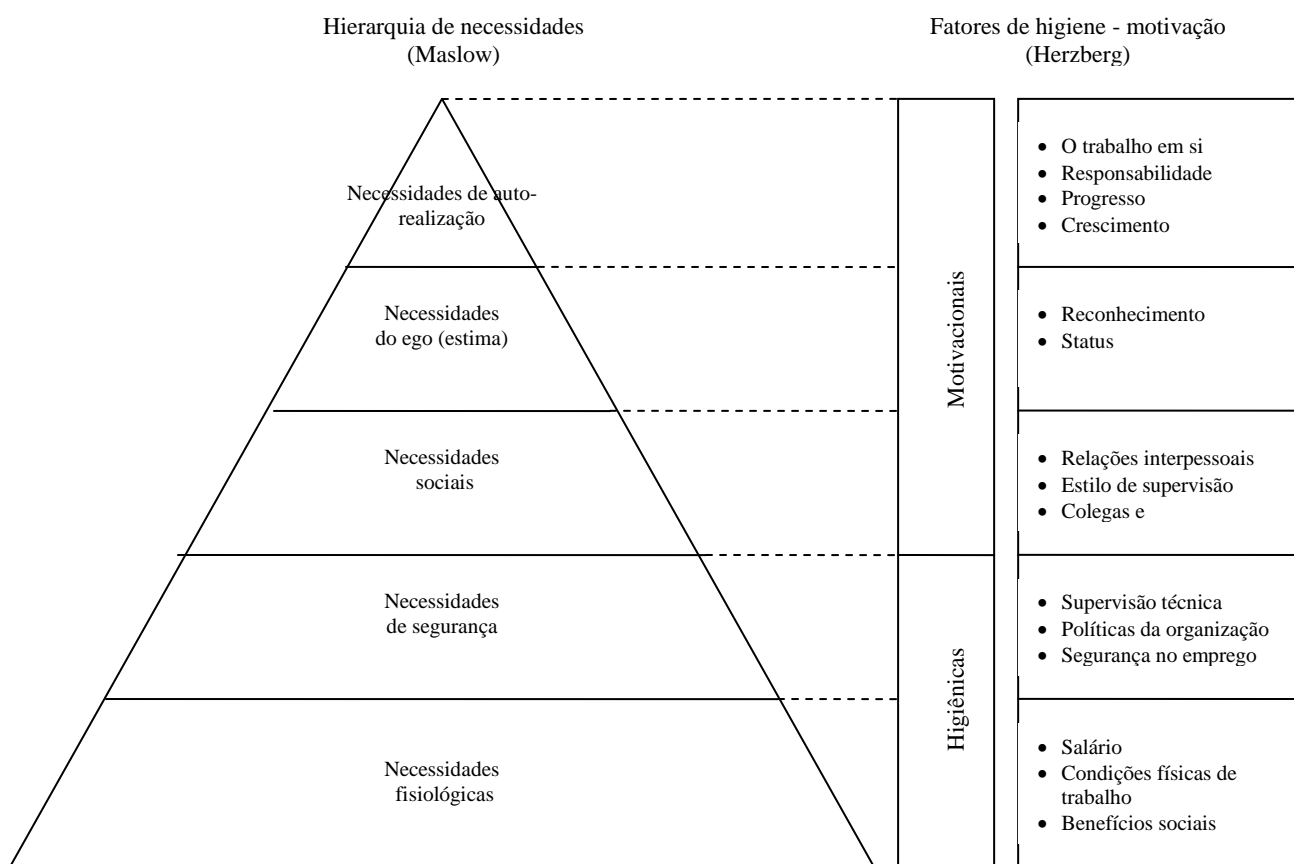 Hierarquia de necessidades
(Maslow)
Fatores de higiene - motivação
(Herzberg)
Necessidades de auto-
realização
Necessidades
do ego (estima)
Necessidades
sociais
Necessidades
de segurança
Necessidades
fisiológicas
Motivacionais
Higiênicas
• O trabalho em si
• Responsabilidade
• Progresso
• Crescimento
• Reconhecimento
• Status
• Relações interpessoais
• Estilo de supervisão
• Colegas e
• Supervisão técnica
• Políticas da organização
• Segurança no emprego
• Salário
• Condições físicas de
trabalho
• Benefícios sociais